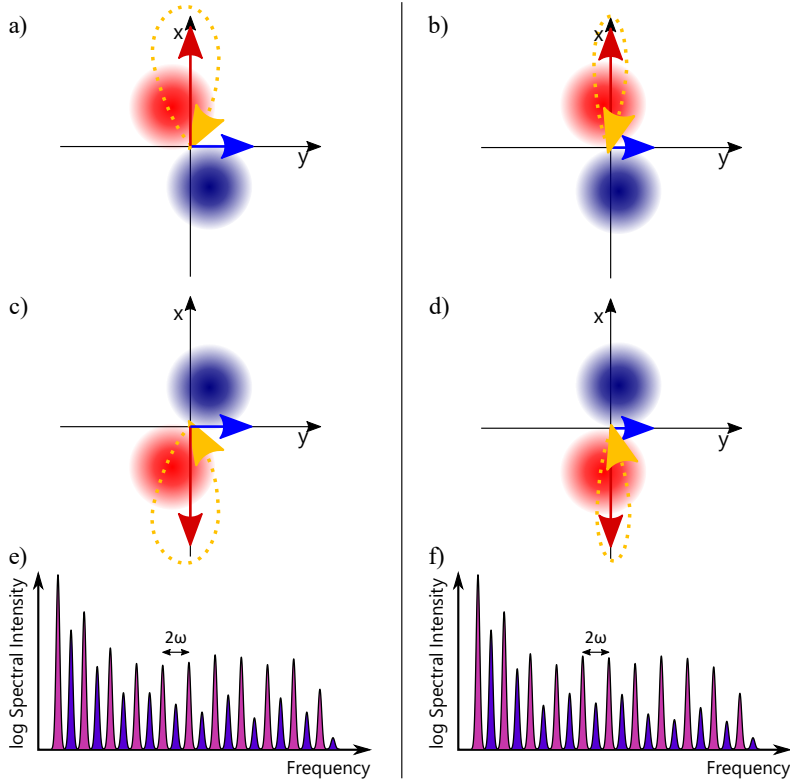 a)
x
y
b)
x
y
c)
x
y
d)
x
y
e)
log Spectral Intensity
2ω
Frequency
f)
log Spectral Intensity
2ω
Frequency